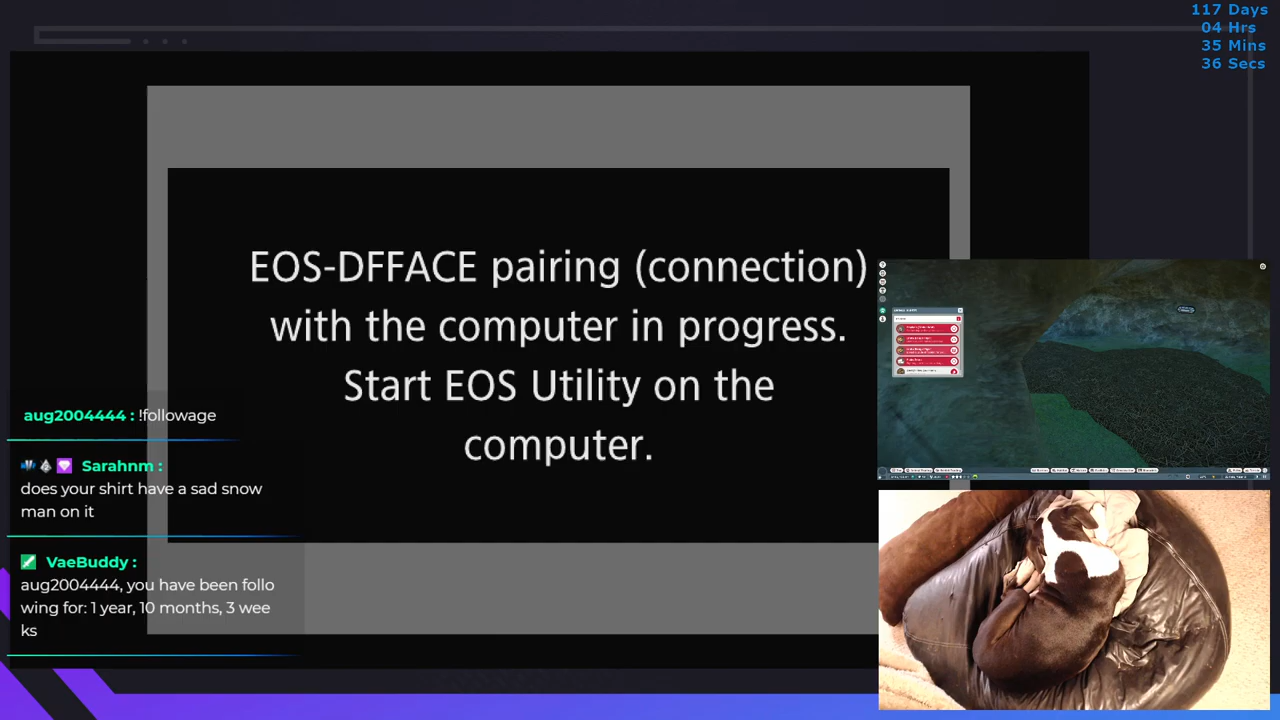 117 Days
04 Hrs
35 Mins
36 Secs
EOS-DFFACE pairing (connection)
with the computer in progress.
Start EOS Utility on the
computer.
aug2004444 : !followage
Sarahnm :
does your shirt have a sad snow
man on it
VaeBuddy :
aug2004444, you have been follo
wing for: 1 year, 10 months, 3 wee
ks